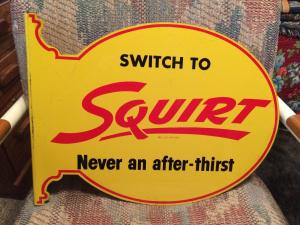 SWITCH TO
SQUIRT
Never an after-thirst